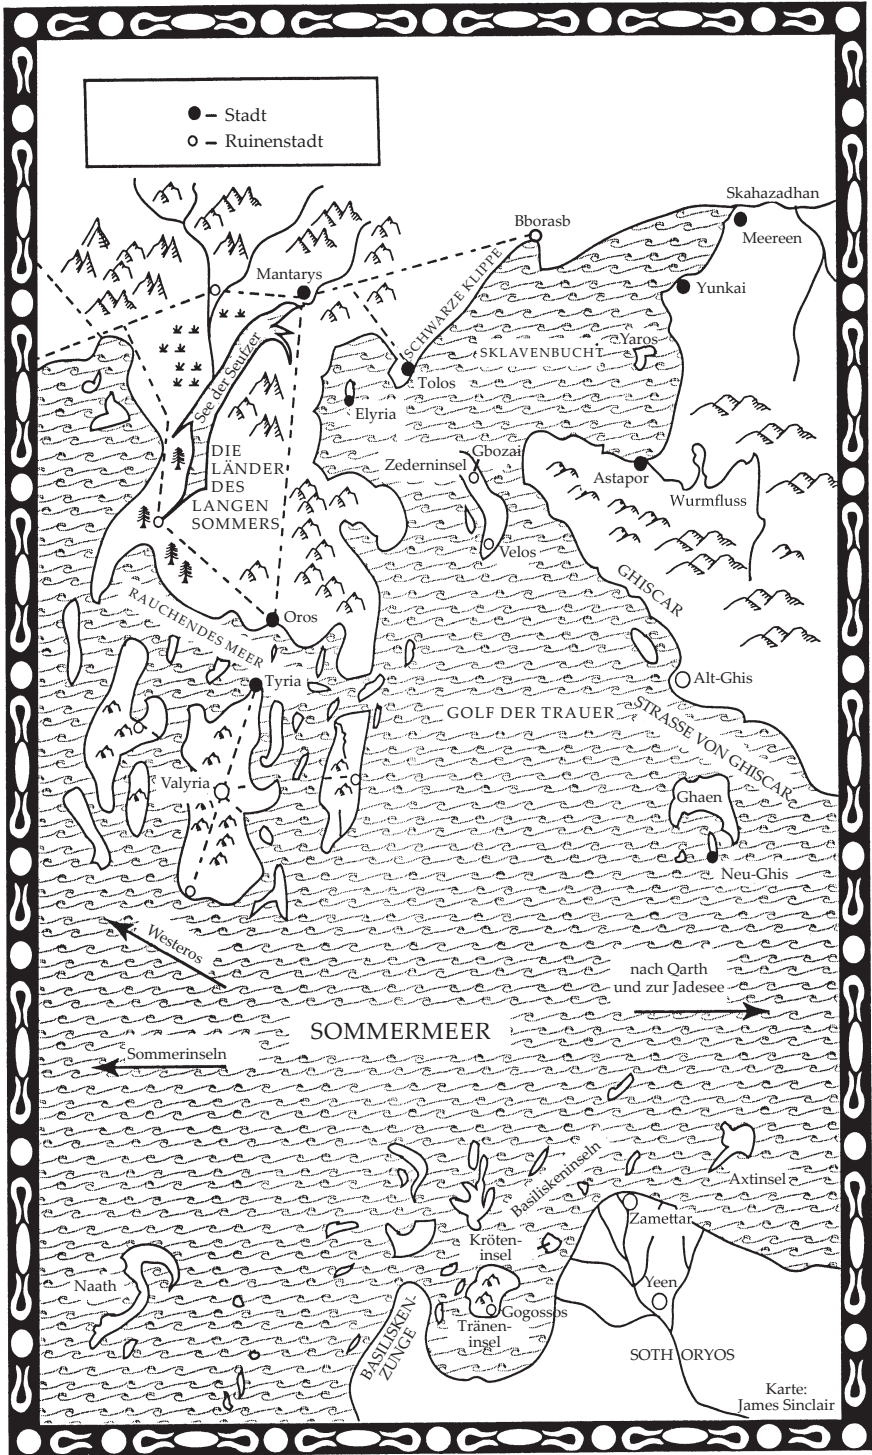 – Stadt
– Ruinenstadt
Skahazadhan
Bborasb
Meereen
Mantarys
Yunkai
SCHWARZE KLIPPE
Yaros
SKLAVENBUCHT
See der Seufzer
Tolos
Elyria
DIE
LÄNDER
DES
LANGEN
SOMMERS
Gbozai
Zederninsel
Astapor
Wurmfluss
Velos
GHISCAR
RAUCHENDES MEER
Oros
Tyria
Alt-Ghis
GOLF DER TRAUER
STRASSE VON GHISCAR
Valyria
Ghaen
Neu-Ghis
Westeros
nach Qarth
und zur Jadesee
SOMMERMEER
Sommerinseln
Basiliskeninseln
Axtinsel
Zamettar
Kröten-
insel
Naath
Yeen
Gogossos
Tränen-
insel
BASILISKEN-
ZUNGE
SOTHORYOS
Karte:
James Sinclair